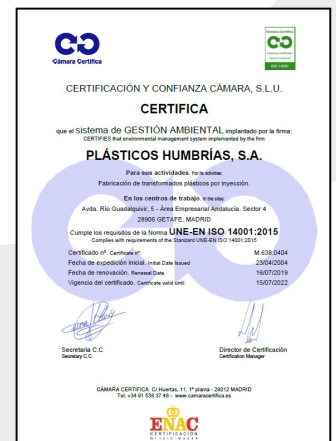 Cámara Certifica
CERTIFICACIÓN Y CONFIANZA CÁMARA, S.L.U.
CERTIFICA
que el sistema de GESTIÓN AMBIENTAL implantado por la firma:
CERTIFIES that environmental management system implemented by the firm
PLÁSTICOS HUMBRÍAS, S.A.
Para sus actividades. For its activities:
Fabricación de transformados plásticos por inyección.
En los centros de trabajo. In the sites.
Avda. Río Guadalquivir, 5 - Área Empresarial Andalucía. Sector 4
28906 GETAFE. MADRID
Cumple los requisitos de la Norma UNE-EN ISO 14001:2015
Complies with requirements of the Standard UNE-EN ISO 14001:2015
Certificado nº. Certificate nº. M.638.0404
Fecha de expedición inicial. Initial Date Issued 23/04/2004
Fecha de renovación. Renewal Date 16/07/2019
Vigencia del certificado. Certificate valid until 15/07/2022
Secretaria C.C
Secretary C.C.
Director de Certificación
Certification Manager
CÁMARA CERTIFICA. C/ Huertas, 11. 1ª planta - 28012 MADRID
Tel. +34 91 538 37 48 - www.camaracertifica.es
ENAC
CERTIFICACIÓN